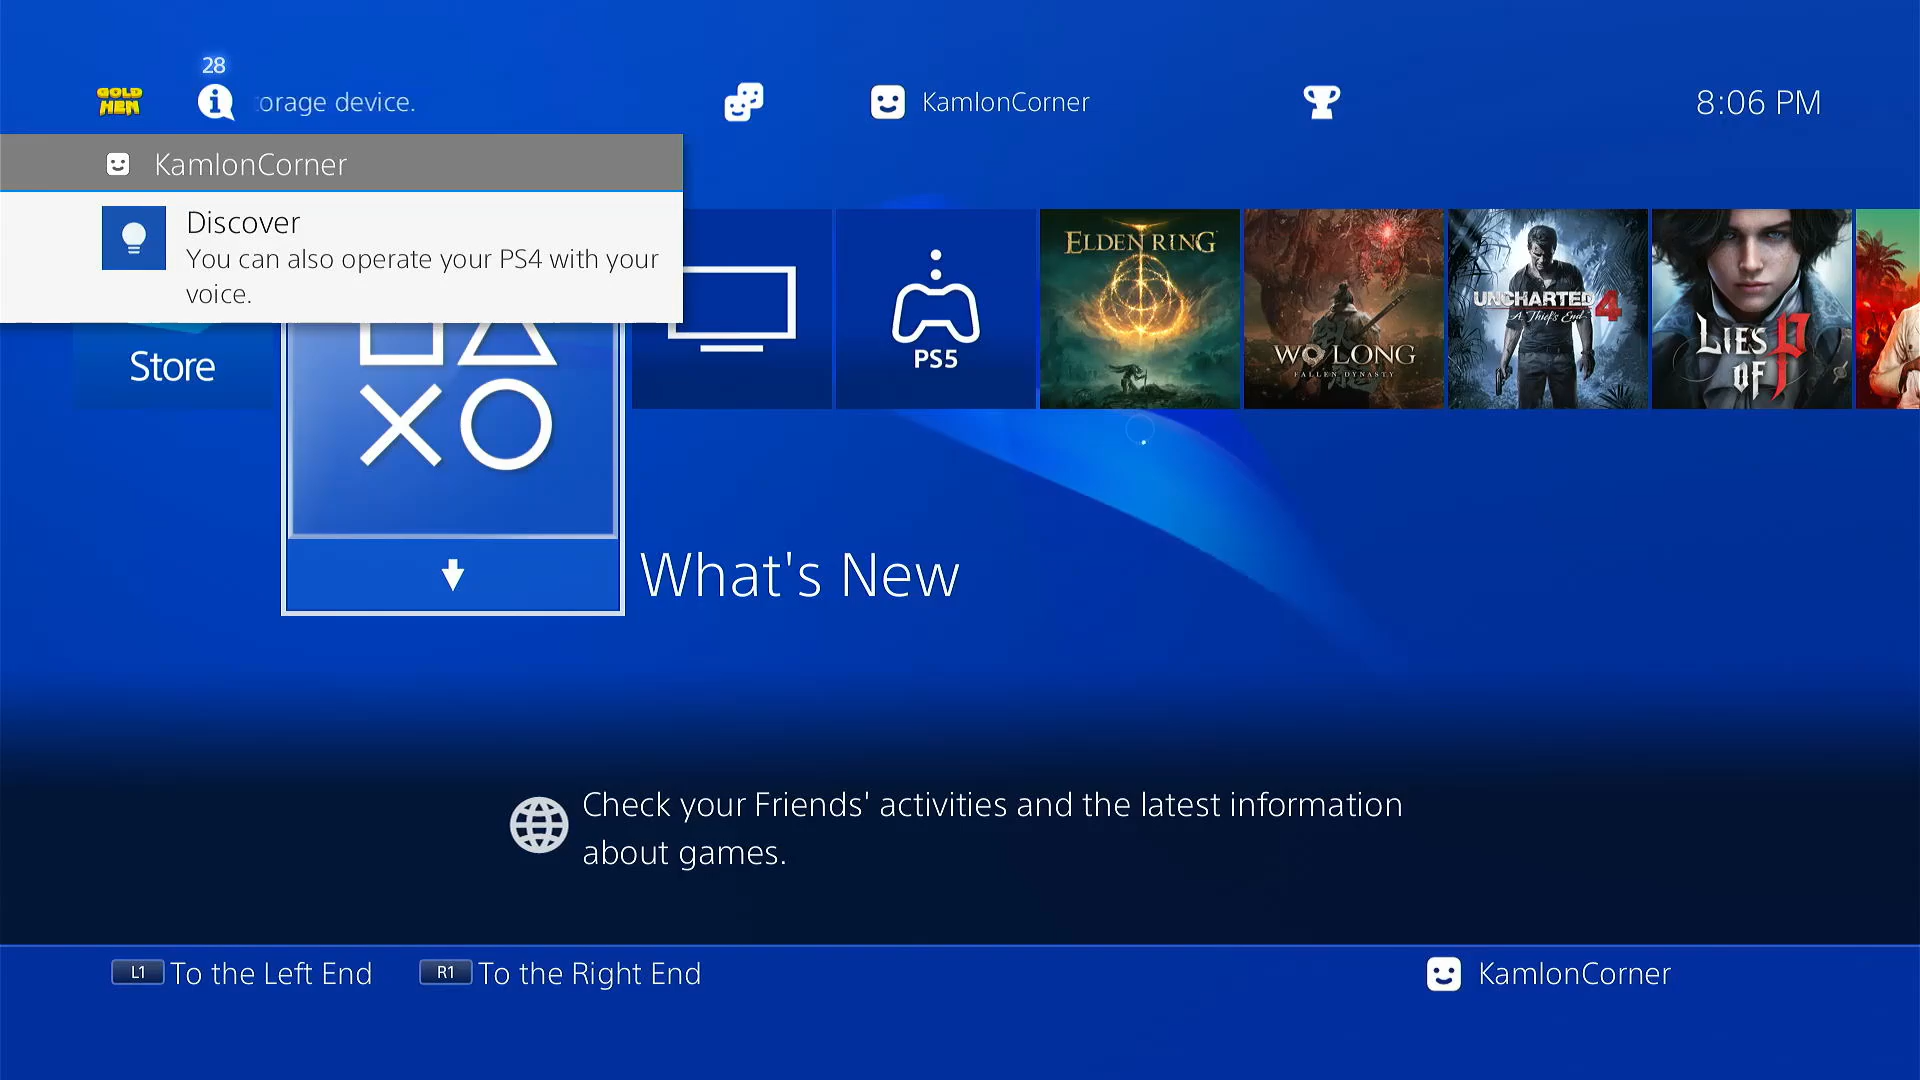 28
GOLD
HEN
orage device.
KamlonCorner
8:06 PM
KamlonCorner
Discover
You can also operate your PS4 with your
voice.
Store
PS5
ELDEN RING
WO LONG
FALLEN DYNASTY
UNCHARTED 4
A Thief's End
LIES
OF P
What's New
Check your Friends' activities and the latest information
about games.
L1 To the Left End
R1 To the Right End
KamlonCorner